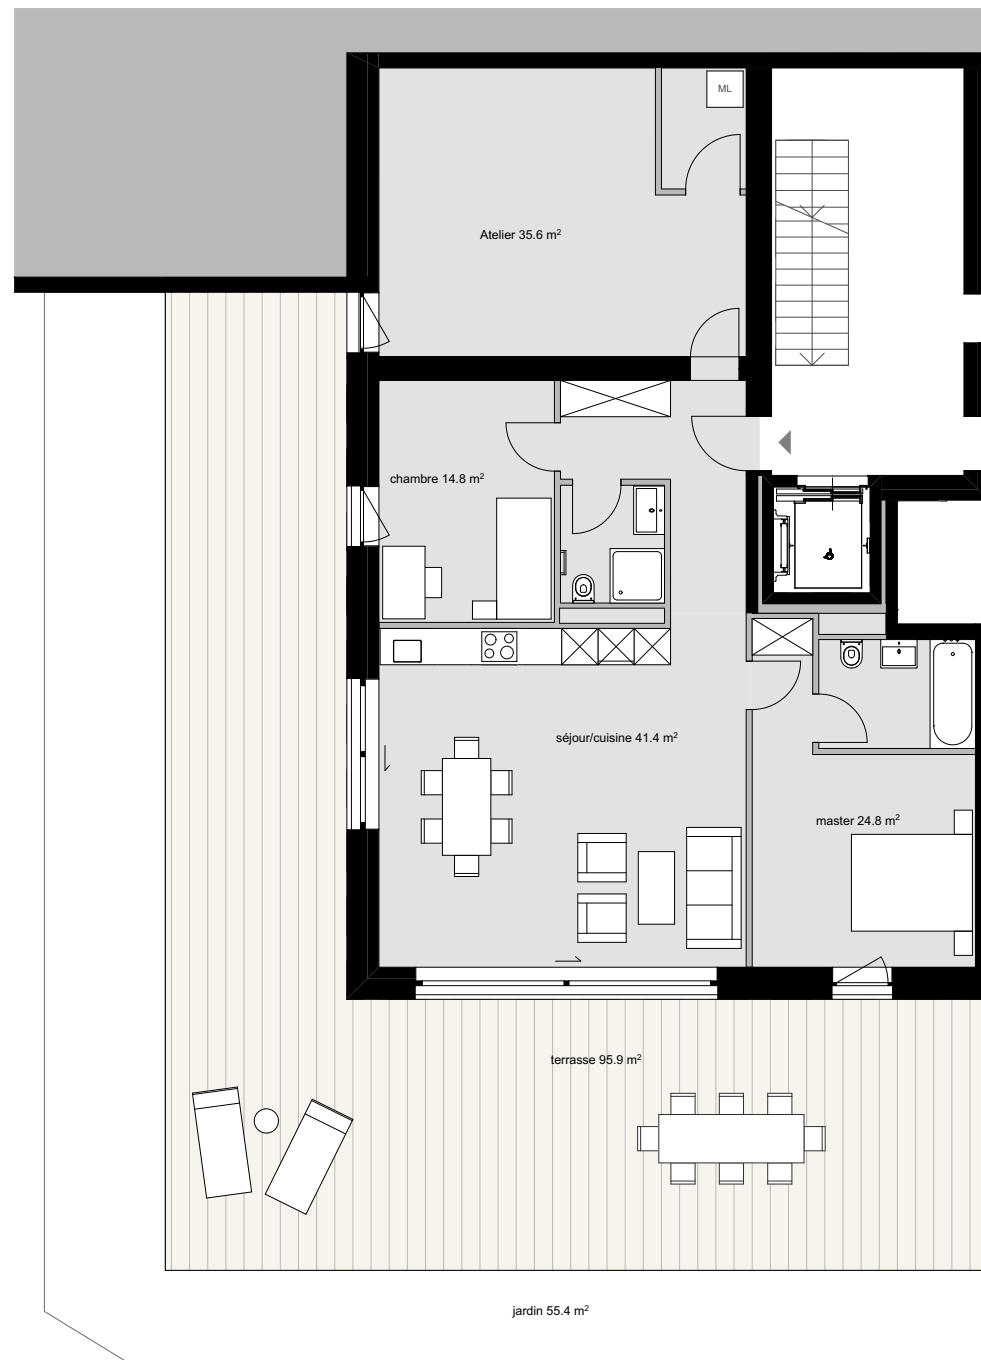 ML
Atelier 35.6 m²
chambre 14.8 m²
séjour/cuisine 41.4 m²
master 24.8 m²
terrasse 95.9 m²
jardin 55.4 m²